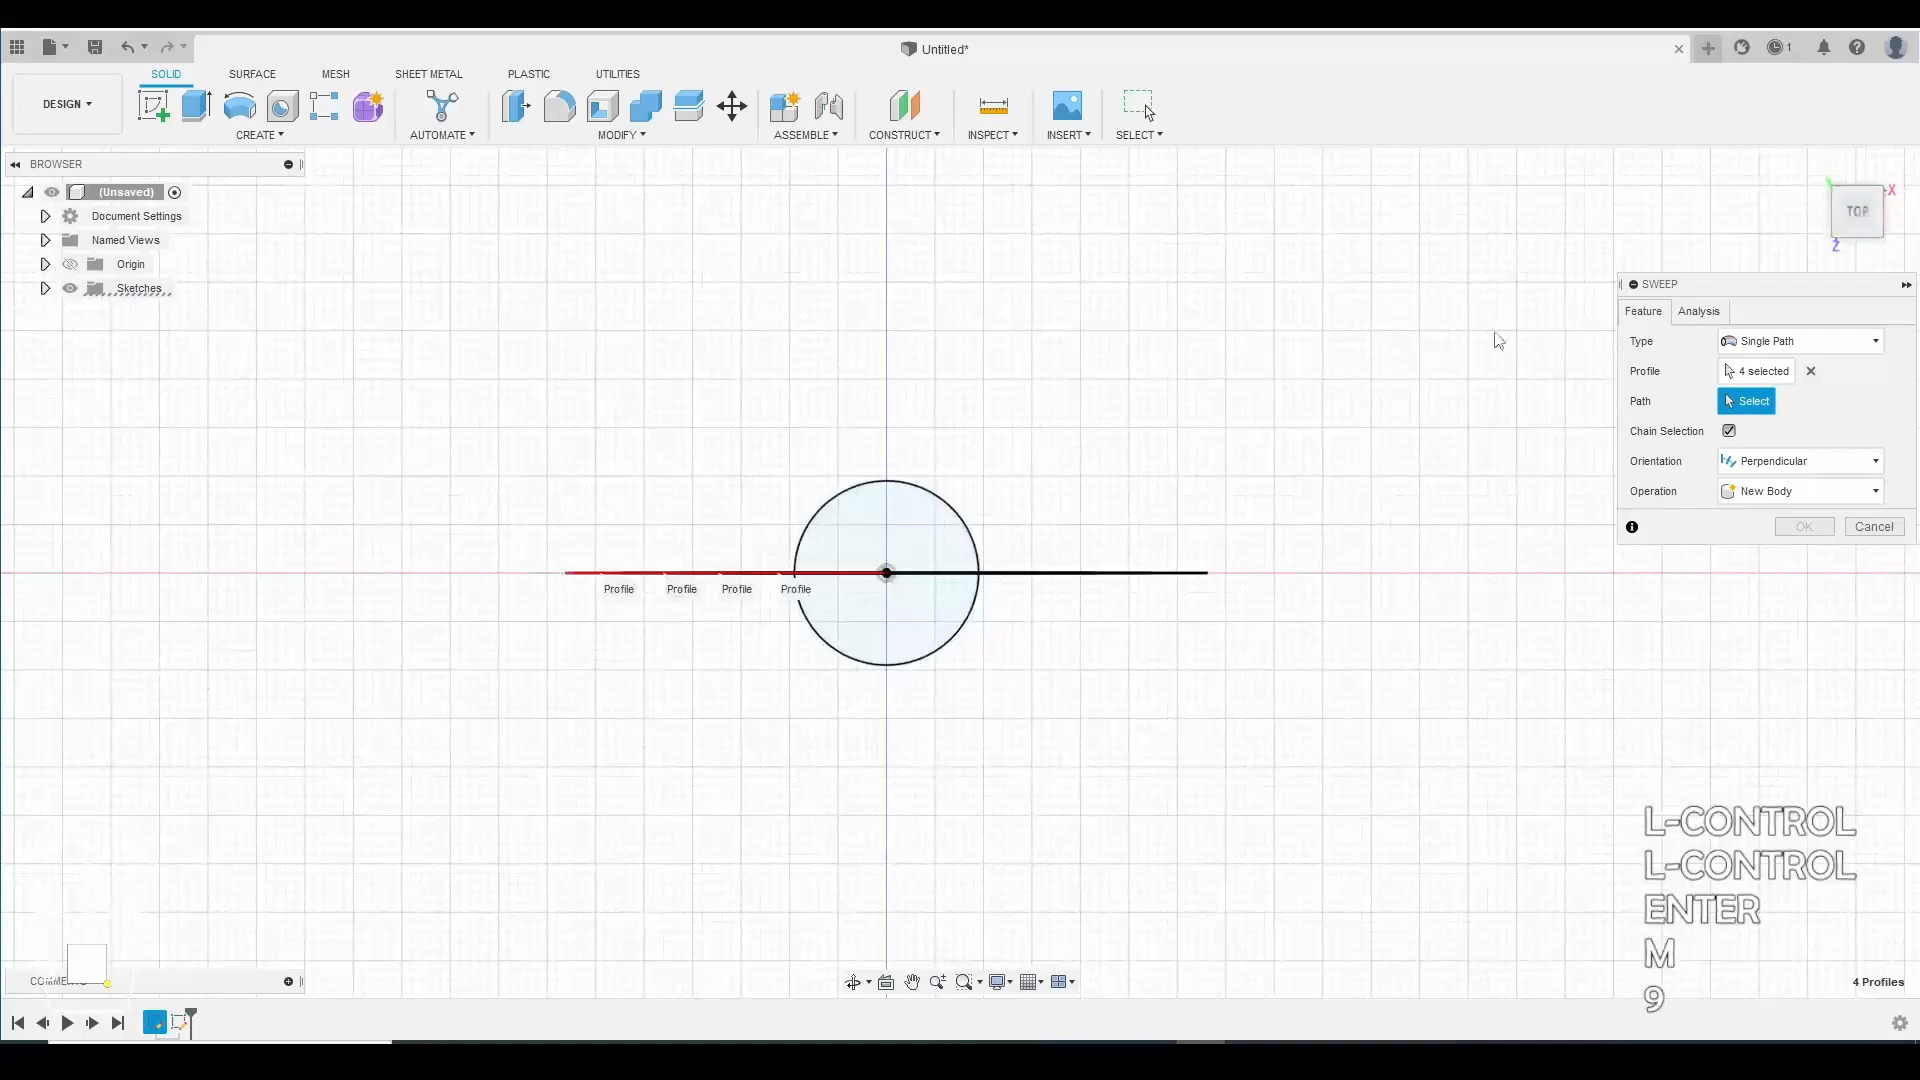 Untitled*
1
SOLID
SURFACE
MESH
SHEET METAL
PLASTIC
UTILITIES
DESIGN
CREATE
AUTOMATE
MODIFY
ASSEMBLE
CONSTRUCT
INSPECT
INSERT
SELECT
BROWSER
(Unsaved)
Document Settings
Named Views
Origin
Sketches
TOP
X
Z
SWEEP
Feature
Analysis
Type
Single Path
Profile
4 selected
Path
Select
Chain Selection
Orientation
Perpendicular
Operation
New Body
OK
Cancel
Profile
Profile
Profile
Profile
L-CONTROL
L-CONTROL
ENTER
M
9
4 Profiles